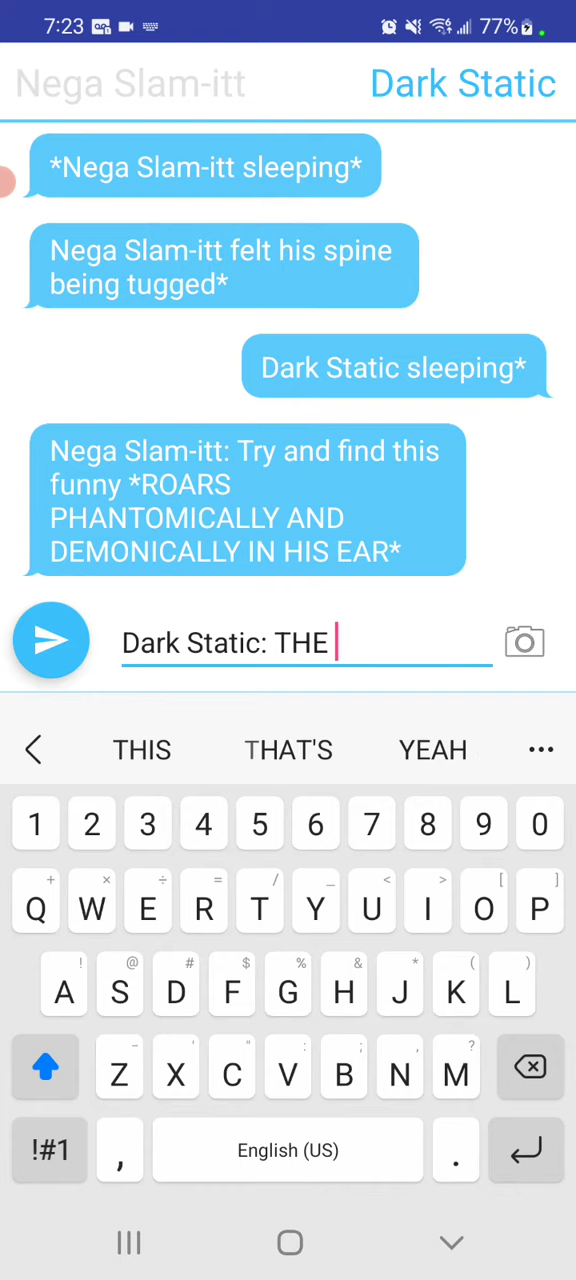 7:23 77%
Nega Slam-itt Dark Static
*Nega Slam-itt sleeping*
Nega Slam-itt felt his spine
being tugged*
Dark Static sleeping*
Nega Slam-itt: Try and find this
funny *ROARS
PHANTOMICALLY AND
DEMONICALLY IN HIS EAR*
Dark Static: THE
THIS THAT'S YEAH ...
1 2 3 4 5 6 7 8 9 0
+ × ÷ = / _ < > [ ]
Q W E R T Y U I O P
! @ # $ % & * ( )
A S D F G H J K L
- ' " : ; , ?
Z X C V B N M
!#1 , English (US) .